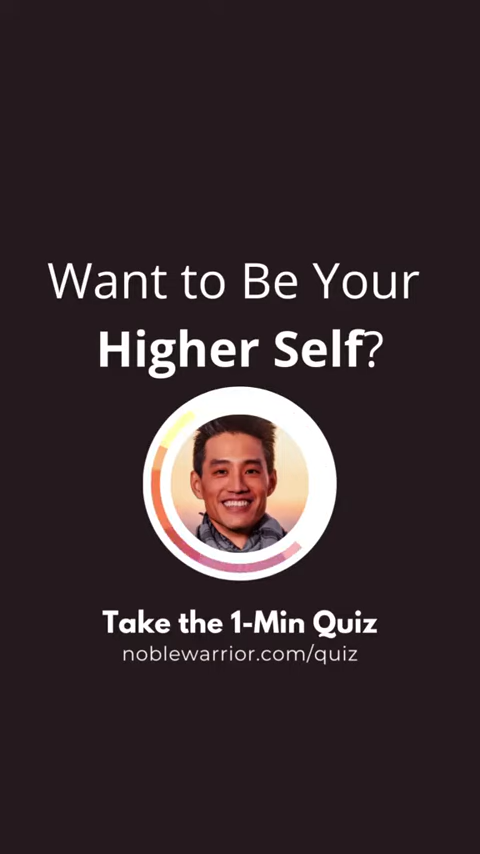 Want to Be Your
Higher Self?
Take the 1-Min Quiz
noblewarrior.com/quiz